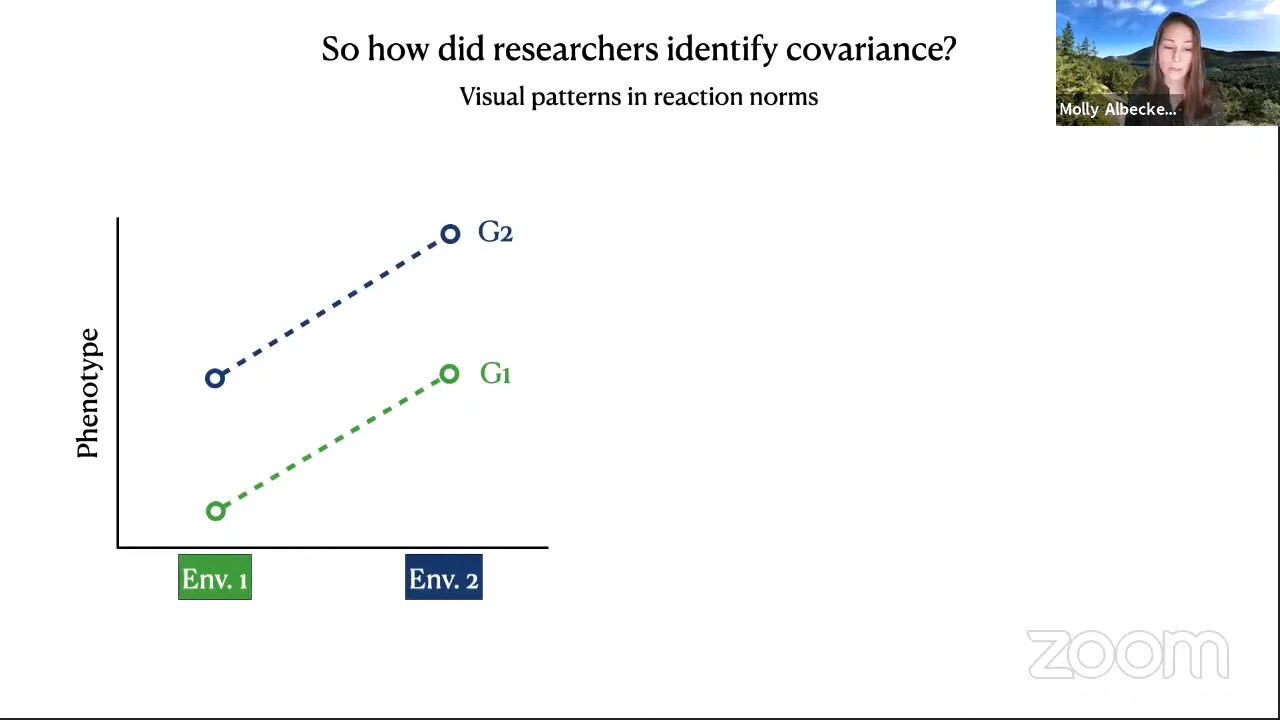 So how did researchers identify covariance?
Visual patterns in reaction norms
Molly Albecke...
G2
G1
Phenotype
Env. 1
Env. 2
zoom